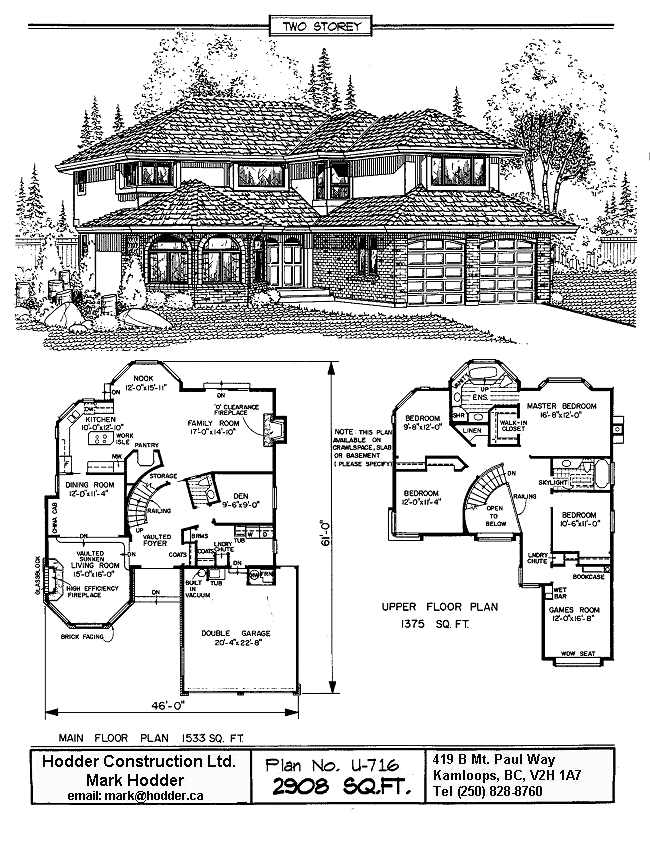 TWO STOREY
NOOK
12'-0"x15'-11"
DN
KITCHEN
10'-0"x12'-10"
DW
WORK
ISLE
MW
PANTRY
'O' CLEARANCE
FIREPLACE
FAMILY ROOM
17'-0"x14'-10"
DN
STORAGE
DINING ROOM
12'-0"x11'-4"
CHINA CAB
RAILING
UP
DEN
9'-6"x9'-0"
BRMS
COATS
COATS
LNDRY
CHUTE
TUB
W
D
VAULTED
FOYER
DN
DN
VAULTED
SUNKEN
LIVING ROOM
15'-0"x16'-0"
GLASSBLOCK
HIGH EFFICIENCY
FIREPLACE
BRICK FACING
DN
BUILT
IN
VACUUM
TUB
DN
FRN
DOUBLE GARAGE
20'-4"x22'-8"
46'-0"
61'-0"
MAIN FLOOR PLAN 1533 SQ. FT.
NOTE: THIS PLAN
AVAILABLE ON
CRAWLSPACE, SLAB
OR BASEMENT
( PLEASE SPECIFY)
UP
ENS.
SHR
VANITY
BEDROOM
9'-8"x12'-0"
LINEN
WALK-IN
CLOSET
MASTER BEDROOM
16'-8"x12'-0"
DN
SKYLIGHT
BEDROOM
12'-0"x11'-4"
RAILING
OPEN
TO
BELOW
BEDROOM
10'-6"x11'-0"
LNDRY
CHUTE
BOOKCASE
WET
BAR
GAMES ROOM
12'-0"x16'-8"
WDW SEAT
UPPER FLOOR PLAN
1375 SQ. FT.
Hodder Construction Ltd.
Mark Hodder
email: mark@hodder.ca
Plan No. U-716
2908 SQ.FT.
419 B Mt. Paul Way
Kamloops, BC, V2H 1A7
Tel (250) 828-8760